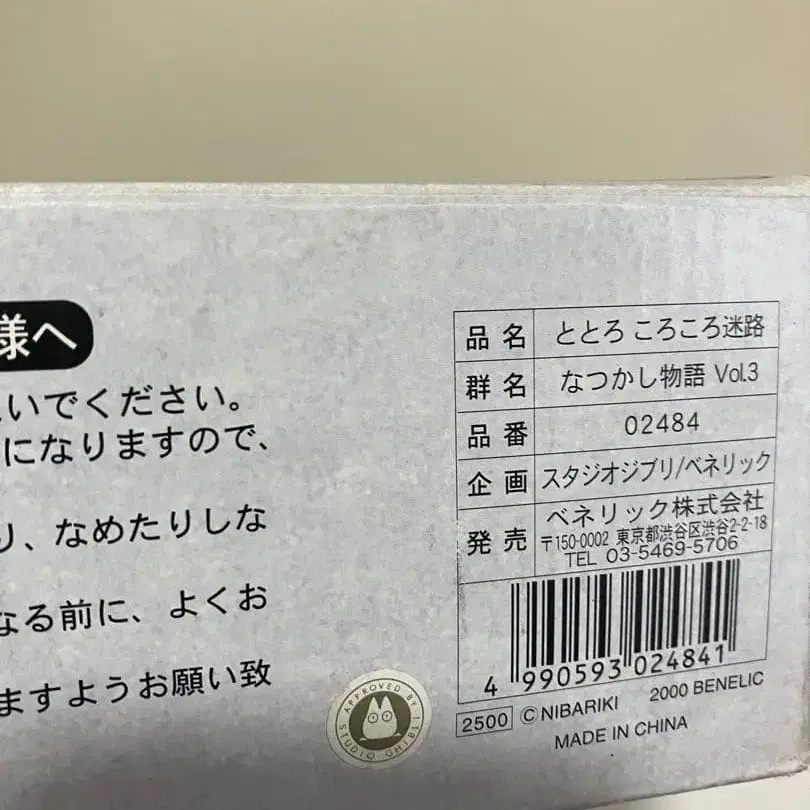 様へ
いでください。
になりますので、
り、なめたりしな
なる前に、よくお
ますようお願い致
品名 ととろ ころころ迷路
群名 なつかし物語 Vol.3
品番 02484
企画 スタジオジブリ/ベネリック
発売 ベネリック株式会社
〒150-0002 東京都渋谷区渋谷2-2-18
TEL 03-5469-5706
4 990593 024841
2500 © NIBARIKI 2000 BENELIC
MADE IN CHINA
APPROVED BY STUDIO GHIBLI